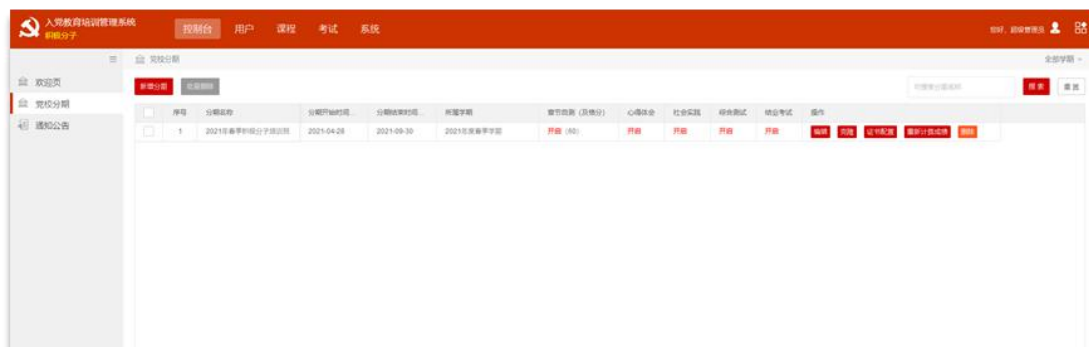 入党教育培训管理系统
积极分子
控制台 用户 课程 考试 系统
您好，超级管理员
党校分期
全部学期
欢迎页
党校分期
通知公告
新增分期 批量删除
搜索 重置
序号 分期名称 分期开始时间... 分期结束时间... 所属学期 章节自测（及格分） 心得体会 社会实践 综合测试 结业考试 操作
1 2021年春季积极分子培训班 2021-04-28 2021-09-30 2021年度春季学期 开启（60） 开启 开启 开启 开启 编辑 克隆 证书配置 重新计算成绩 删除